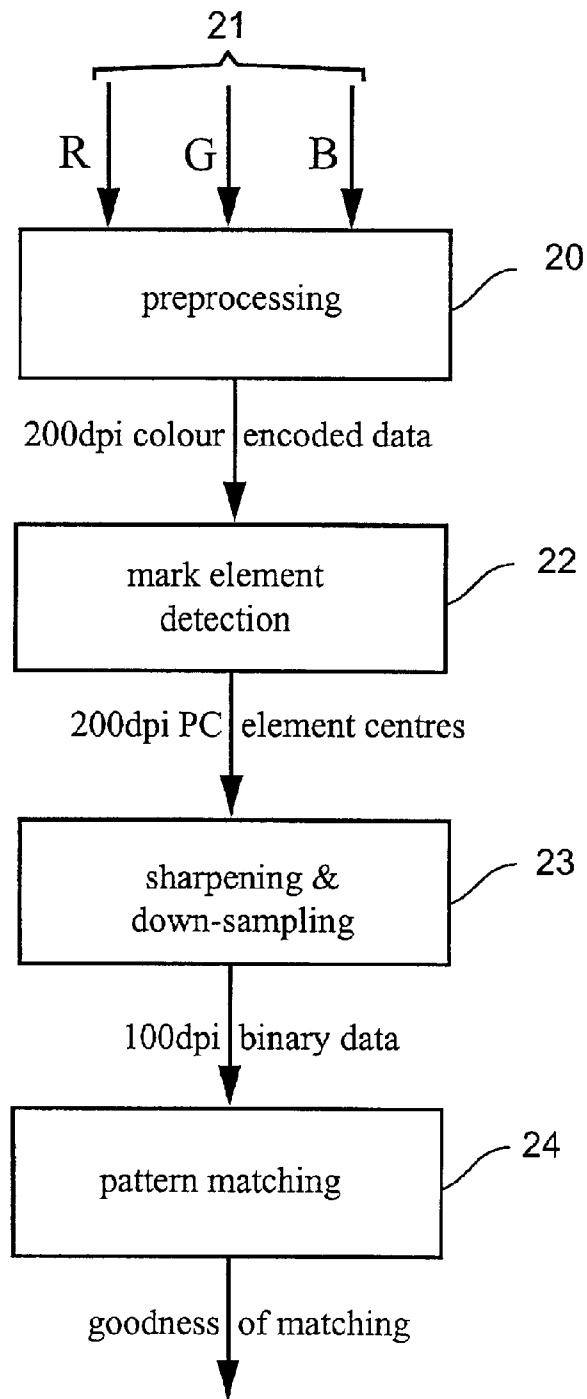 21
R G B
20
preprocessing
200dpi colour encoded data
22
mark element
detection
200dpi PC element centres
23
sharpening &
down-sampling
100dpi binary data
24
pattern matching
goodness of matching